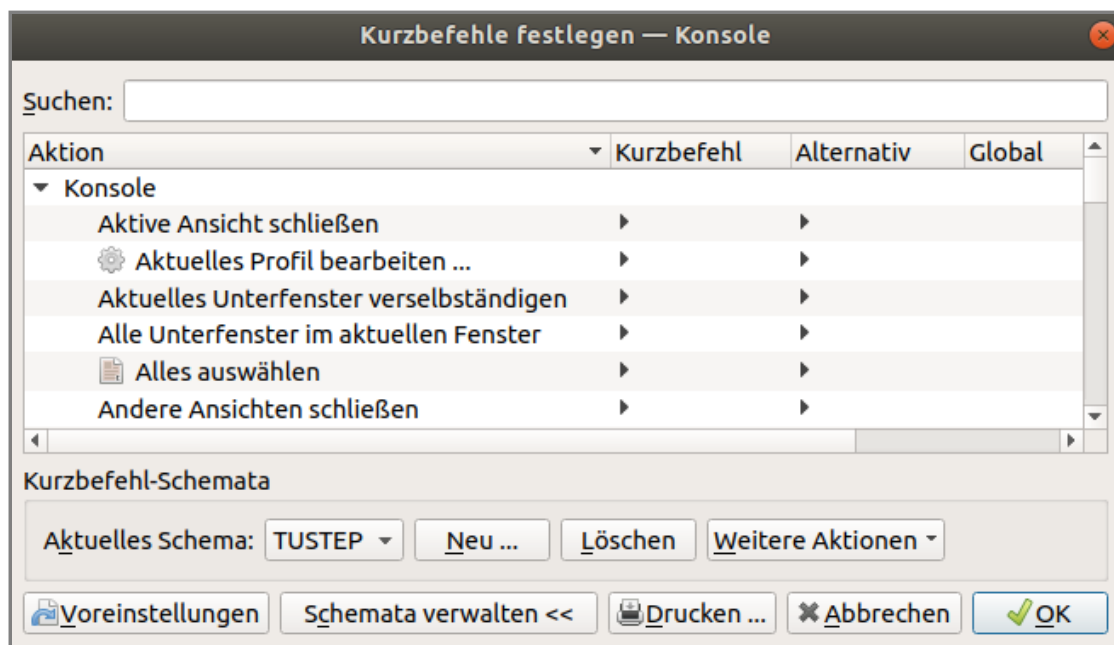 Kurzbefehle festlegen — Konsole
Suchen:
Aktion Kurzbefehl Alternativ Global
Konsole
Aktive Ansicht schließen
Aktuelles Profil bearbeiten ...
Aktuelles Unterfenster verselbständigen
Alle Unterfenster im aktuellen Fenster
Alles auswählen
Andere Ansichten schließen
Kurzbefehl-Schemata
Aktuelles Schema: TUSTEP Neu ... Löschen Weitere Aktionen
Voreinstellungen Schemata verwalten << Drucken ... Abbrechen OK